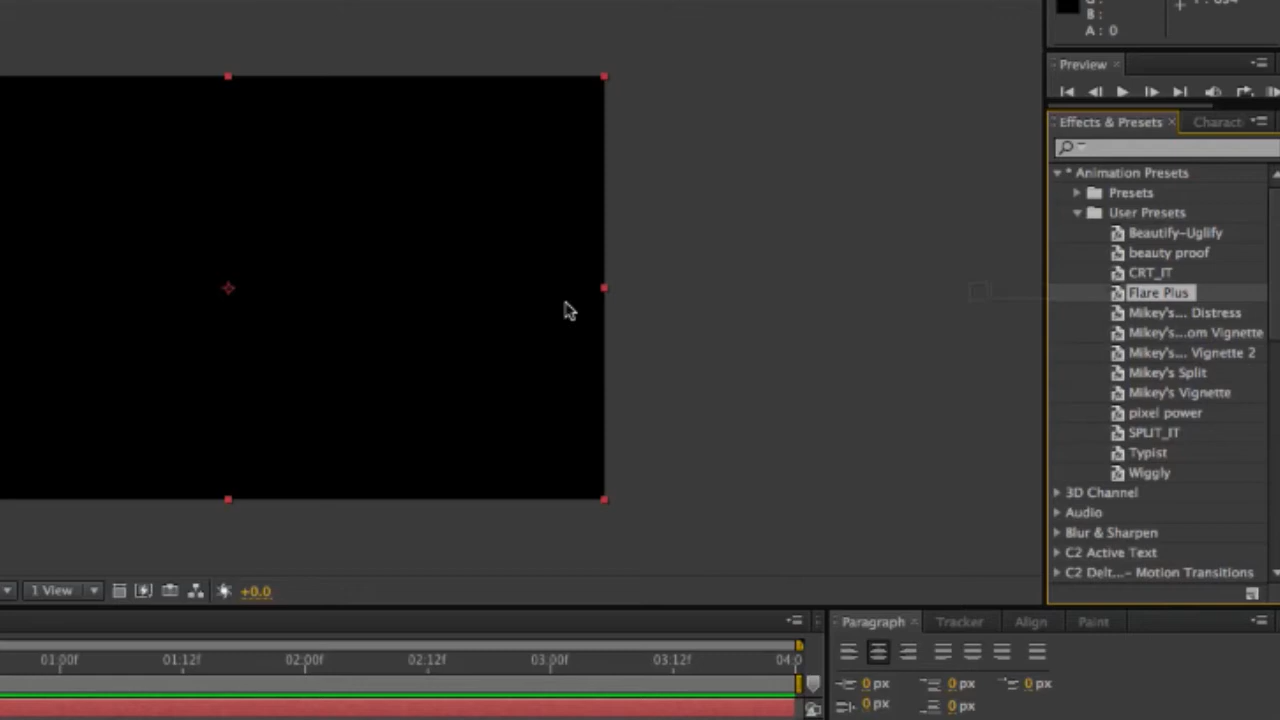 B :
A : 0
Preview
Effects & Presets
Charact
* Animation Presets
Presets
User Presets
Beautify-Uglify
beauty proof
CRT_IT
Flare Plus
Mikey's... Distress
Mikey's...om Vignette
Mikey's... Vignette 2
Mikey's Split
Mikey's Vignette
pixel power
SPLIT_IT
Typist
Wiggly
3D Channel
Audio
Blur & Sharpen
C2 Active Text
C2 Delt...- Motion Transitions
1 View
+0.0
Paragraph
Tracker
Align
Paint
01:00f
01:12f
02:00f
02:12f
03:00f
03:12f
04:0
0 px
0 px
0 px
0 px
0 px